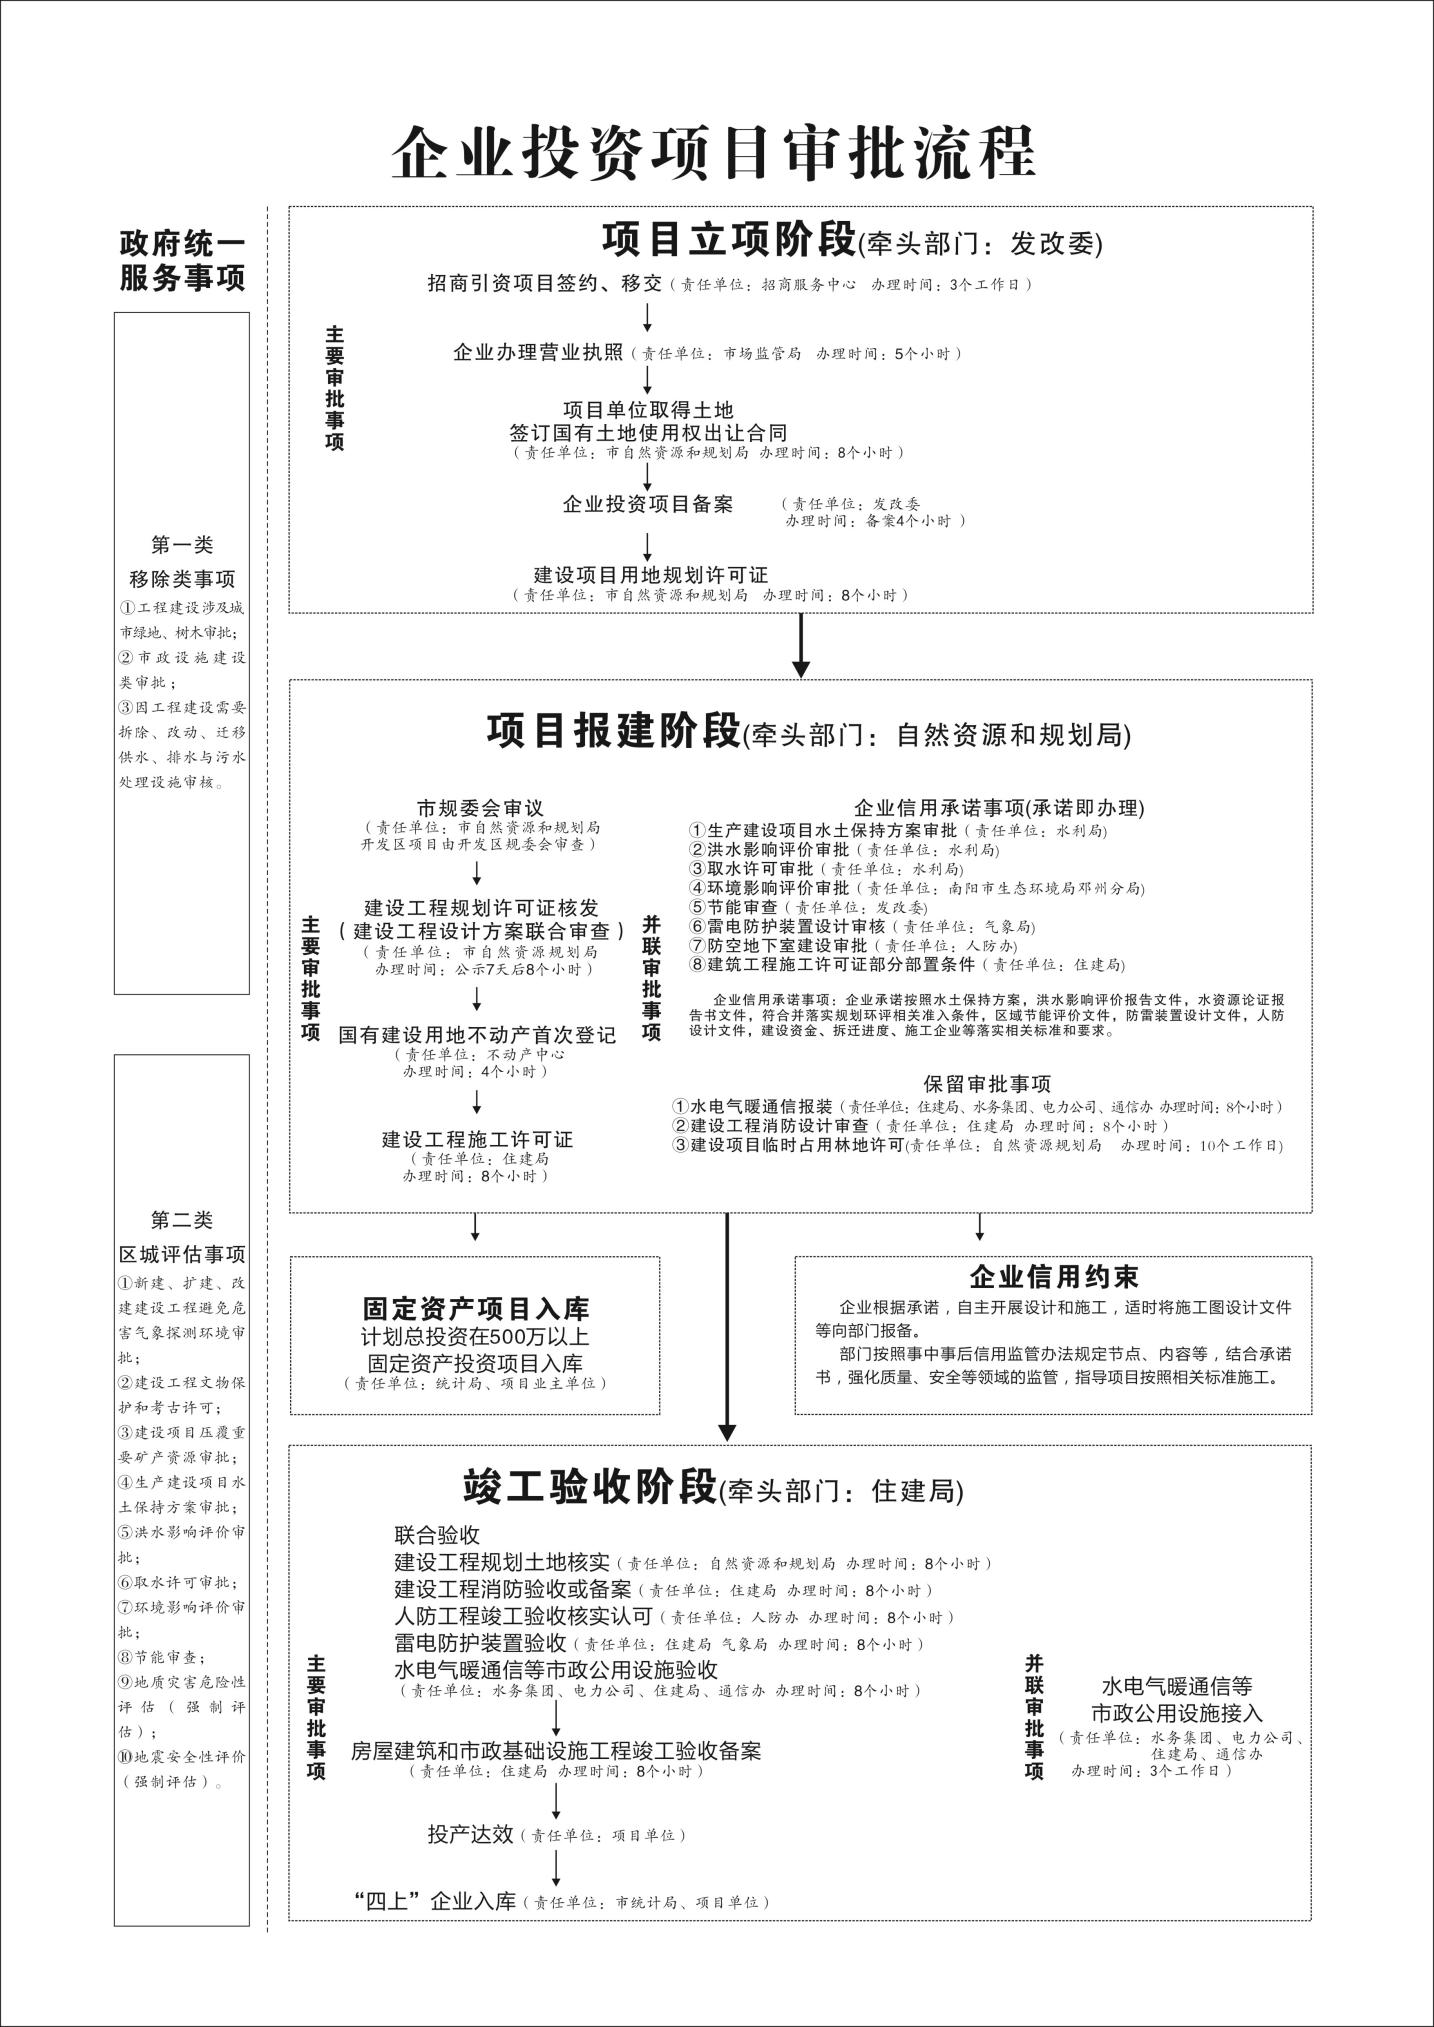 企业投资项目审批流程
政府统一
服务事项
第一类
移除类事项
①工程建设涉及城
市绿地、树木审批；
②市政设施建设
类审批；
③因工程建设需要
拆除、改动、迁移
供水、排水与污水
处理设施审核。
第二类
区城评估事项
①新建、扩建、改
建建设工程避免危
害气象探测环境审
批；
②建设工程文物保
护和考古许可；
③建设项目压覆重
要矿产资源审批；
④生产建设项目水
土保持方案审批；
⑤洪水影响评价审
批；
⑥取水许可审批；
⑦环境影响评价审
批；
⑧节能审查；
⑨地质灾害危险性
评估（强制评
估）；
⑩地震安全性评价
（强制评估）。
项目立项阶段(牵头部门：发改委)
主要审批事项
招商引资项目签约、移交（责任单位：招商服务中心 办理时间：3个工作日）
企业办理营业执照（责任单位：市场监管局 办理时间：5个小时）
项目单位取得土地
签订国有土地使用权出让合同
（责任单位：市自然资源和规划局 办理时间：8个小时）
企业投资项目备案 （责任单位：发改委
办理时间：备案4个小时）
建设项目用地规划许可证
（责任单位：市自然资源和规划局 办理时间：8个小时）
项目报建阶段(牵头部门：自然资源和规划局)
主要审批事项
市规委会审议
（责任单位：市自然资源和规划局
开发区项目由开发区规委会审查）
建设工程规划许可证核发
（建设工程设计方案联合审查）
（责任单位：市自然资源规划局
办理时间：公示7天后8个小时）
国有建设用地不动产首次登记
（责任单位：不动产中心
办理时间：4个小时）
建设工程施工许可证
（责任单位：住建局
办理时间：8个小时）
并联审批事项
企业信用承诺事项(承诺即办理)
①生产建设项目水土保持方案审批（责任单位：水利局)
②洪水影响评价审批（责任单位：水利局)
③取水许可审批（责任单位：水利局)
④环境影响评价审批（责任单位：南阳市生态环境局邓州分局)
⑤节能审查（责任单位：发改委)
⑥雷电防护装置设计审核（责任单位：气象局)
⑦防空地下室建设审批（责任单位：人防办)
⑧建筑工程施工许可证部分部置条件（责任单位：住建局)
企业信用承诺事项：企业承诺按照水土保持方案，洪水影响评价报告文件，水资源论证报
告书文件，符合并落实规划环评相关准入条件，区域节能评价文件，防雷装置设计文件，人防
设计文件，建设资金、拆迁进度、施工企业等落实相关标准和要求。
保留审批事项
①水电气暖通信报装（责任单位：住建局、水务集团、电力公司、通信办 办理时间：8个小时）
②建设工程消防设计审查（责任单位：住建局 办理时间：8个小时）
③建设项目临时占用林地许可(责任单位：自然资源规划局 办理时间：10个工作日)
固定资产项目入库
计划总投资在500万以上
固定资产投资项目入库
（责任单位：统计局、项目业主单位）
企业信用约束
企业根据承诺，自主开展设计和施工，适时将施工图设计文件
等向部门报备。
部门按照事中事后信用监管办法规定节点、内容等，结合承诺
书，强化质量、安全等领域的监管，指导项目按照相关标准施工。
竣工验收阶段(牵头部门：住建局)
主要审批事项
联合验收
建设工程规划土地核实（责任单位：自然资源和规划局 办理时间：8个小时）
建设工程消防验收或备案（责任单位：住建局 办理时间：8个小时）
人防工程竣工验收核实认可（责任单位：人防办 办理时间：8个小时）
雷电防护装置验收（责任单位：住建局 气象局 办理时间：8个小时）
水电气暖通信等市政公用设施验收
（责任单位：水务集团、电力公司、住建局、通信办 办理时间：8个小时）
房屋建筑和市政基础设施工程竣工验收备案
（责任单位：住建局 办理时间：8个小时）
投产达效（责任单位：项目单位）
“四上”企业入库（责任单位：市统计局、项目单位）
并联审批事项
水电气暖通信等
市政公用设施接入
（责任单位：水务集团、电力公司、
住建局、通信办
办理时间：3个工作日）